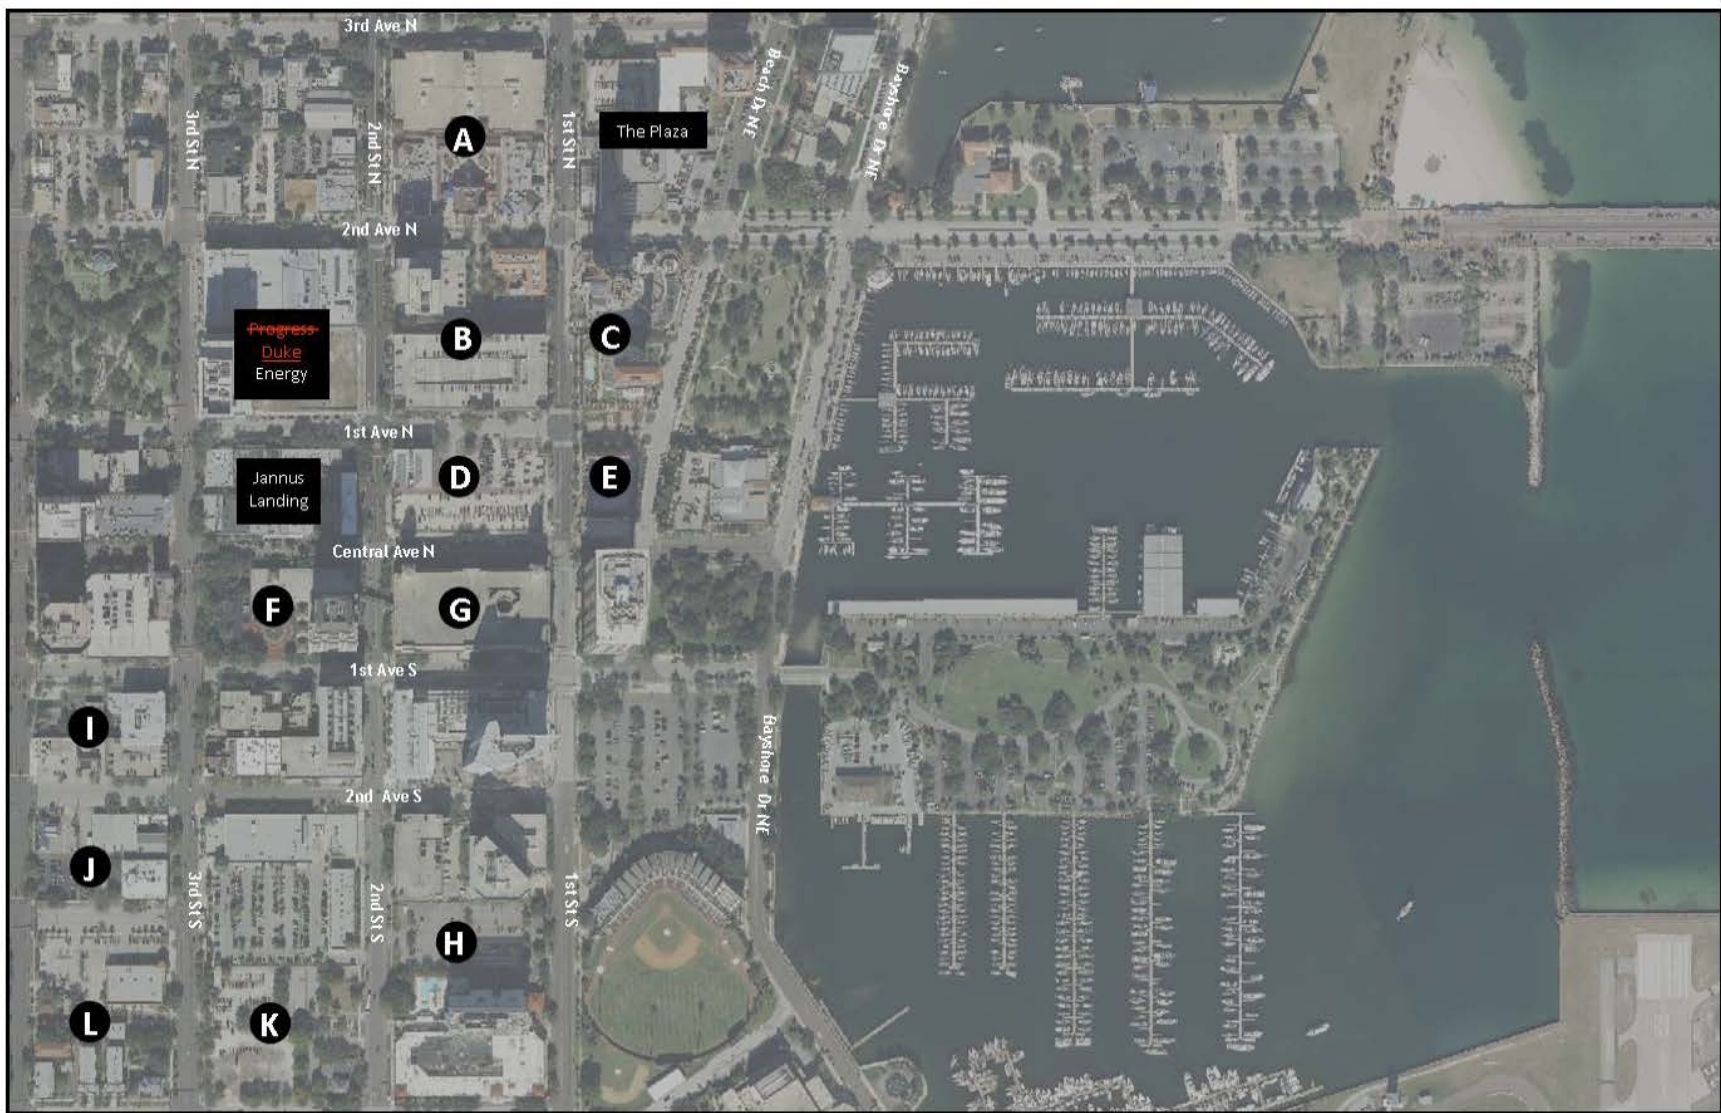 3rd Ave N
Beach Dr NE
Bayshore Dr NE
3rd St N
2nd St N
1st St N
A
The Plaza
2nd Ave N
Progress
Duke
Energy
B
C
1st Ave N
Jannus
Landing
D
E
Central Ave N
F
G
1st Ave S
I
Bayshore Dr NE
2nd Ave S
J
3rd St S
2nd St S
1st St S
H
L
K